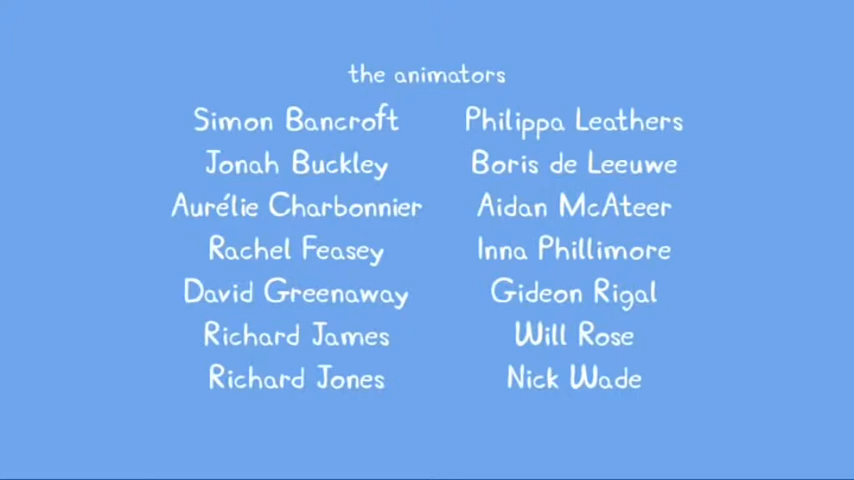 the animators
Simon Bancroft
Jonah Buckley
Aurélie Charbonnier
Rachel Feasey
David Greenaway
Richard James
Richard Jones
Philippa Leathers
Boris de Leeuwe
Aidan McAteer
Inna Phillimore
Gideon Rigal
Will Rose
Nick Wade